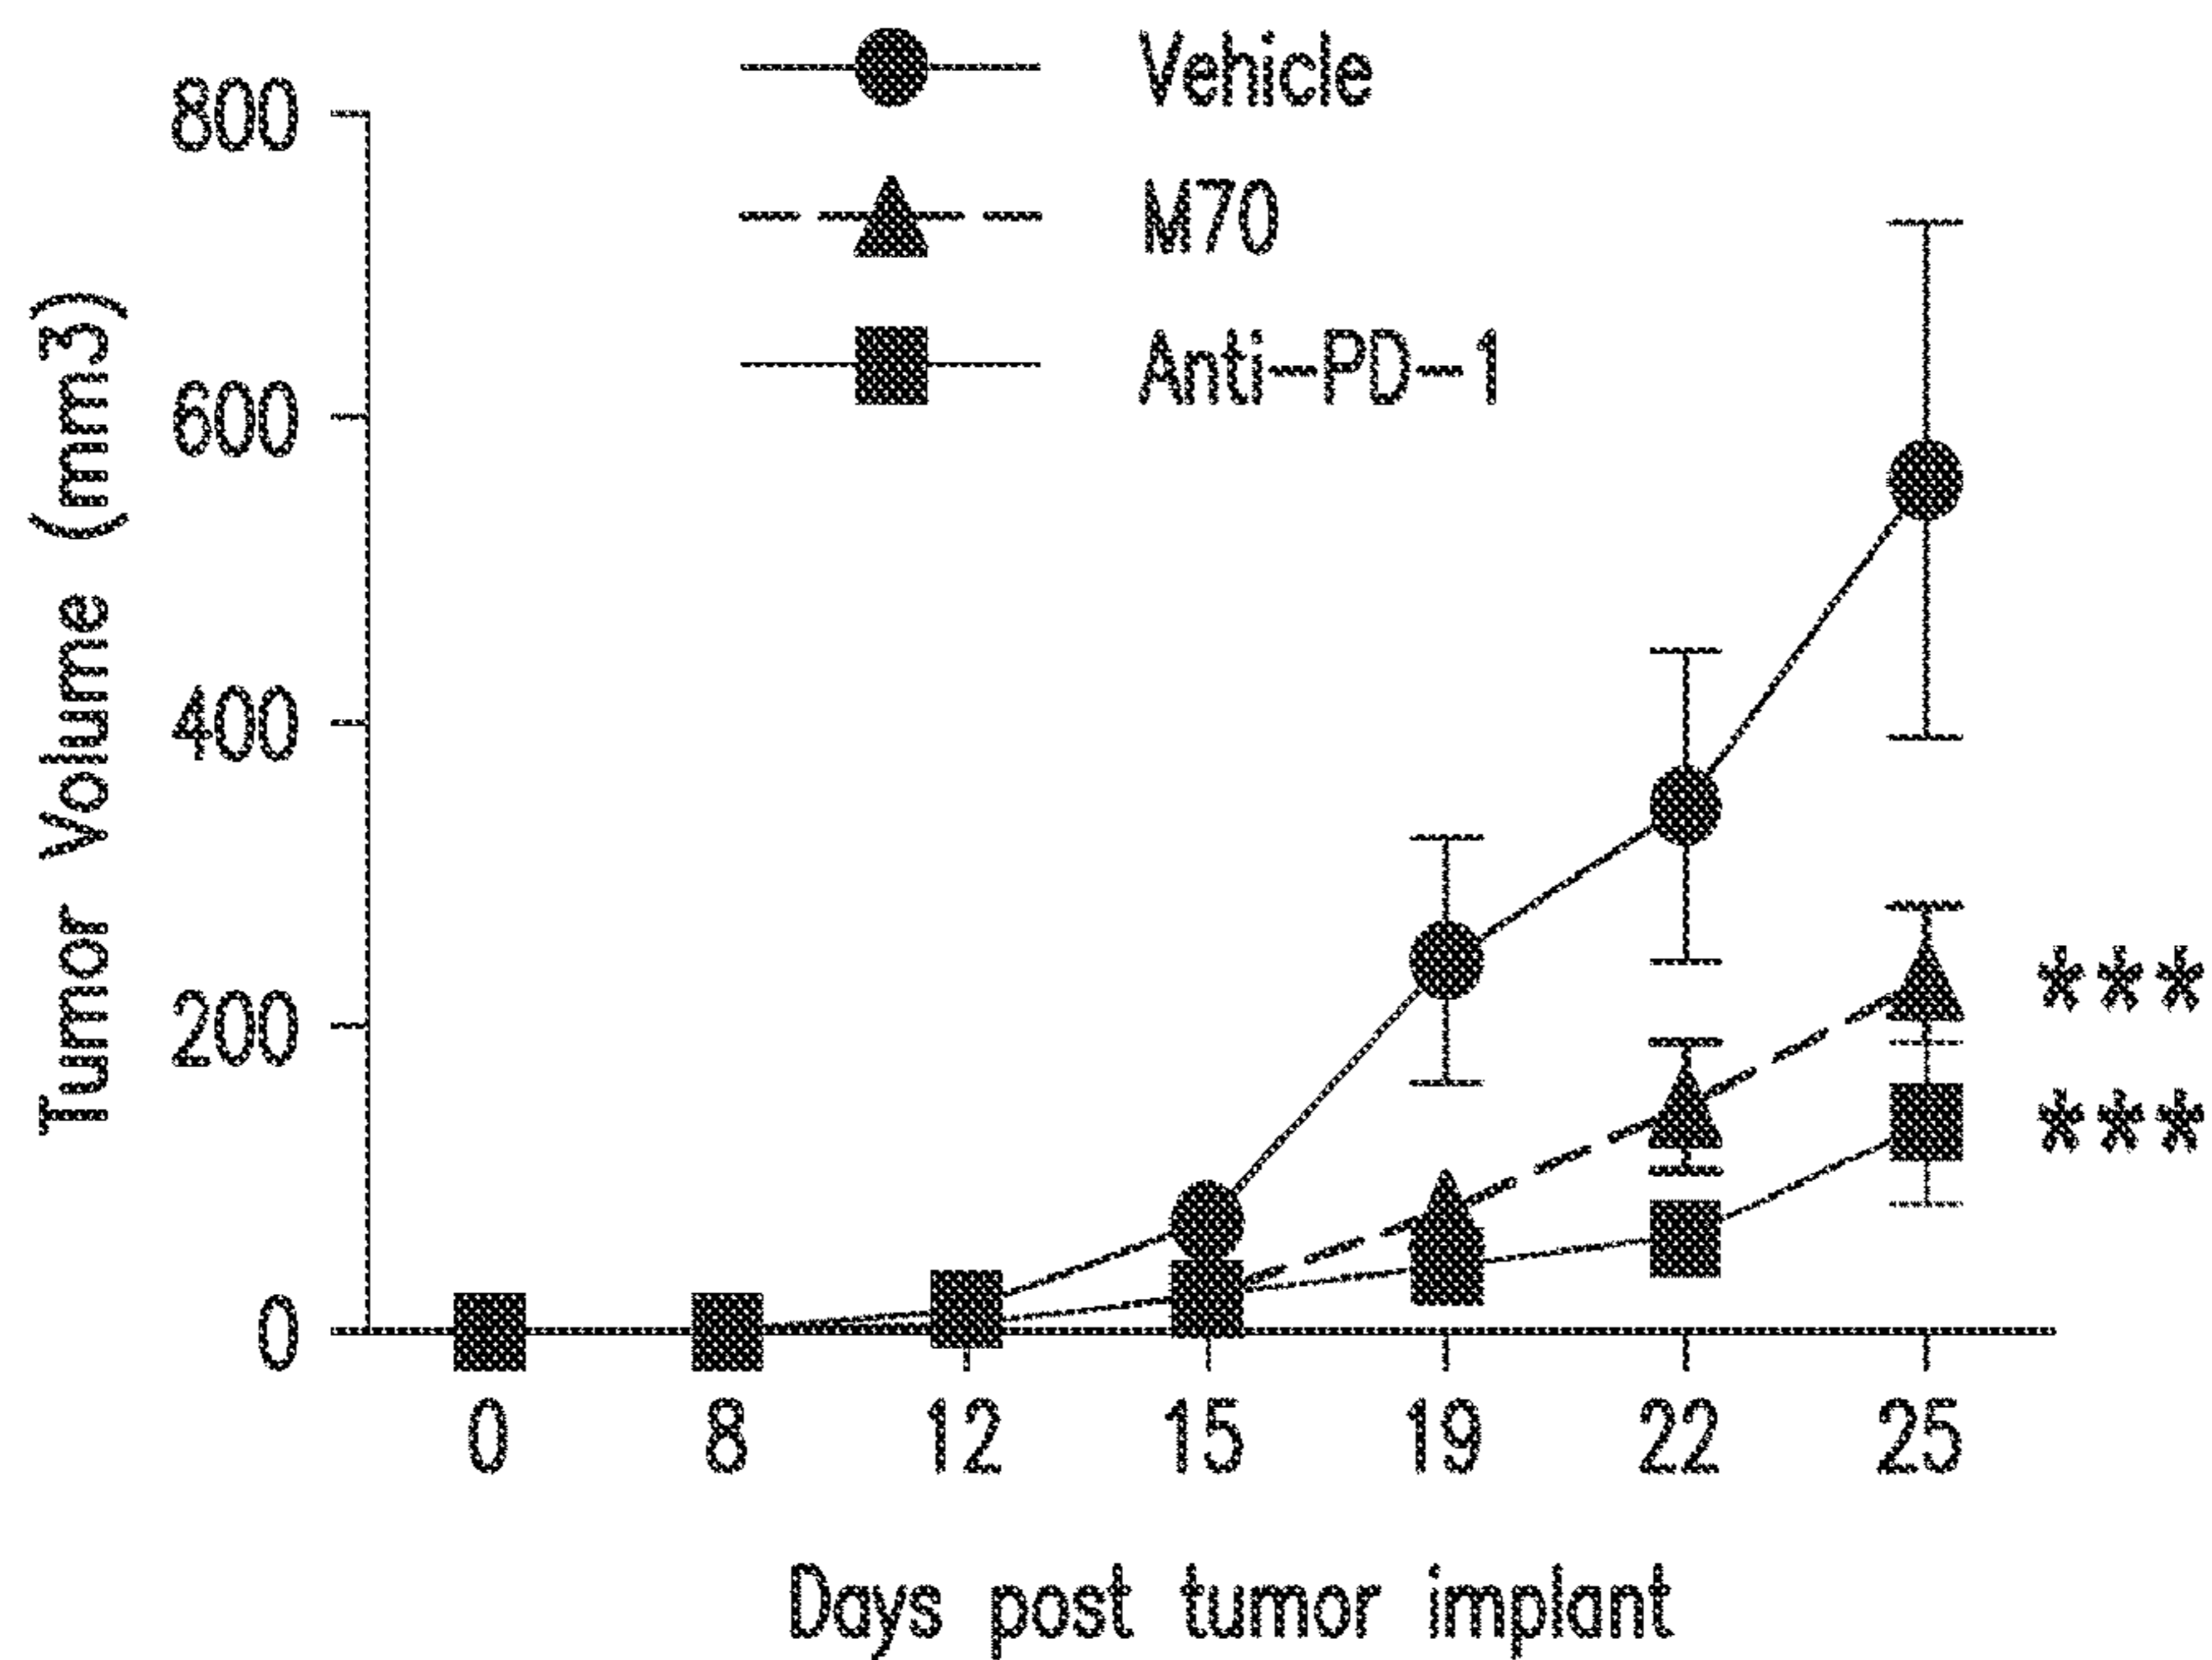 Vehicle
M70
Anti-PD-1
Tumor Volume (mm3)
800
600
400
200
0
***
***
0 8 12 15 19 22 25
Days post tumor implant